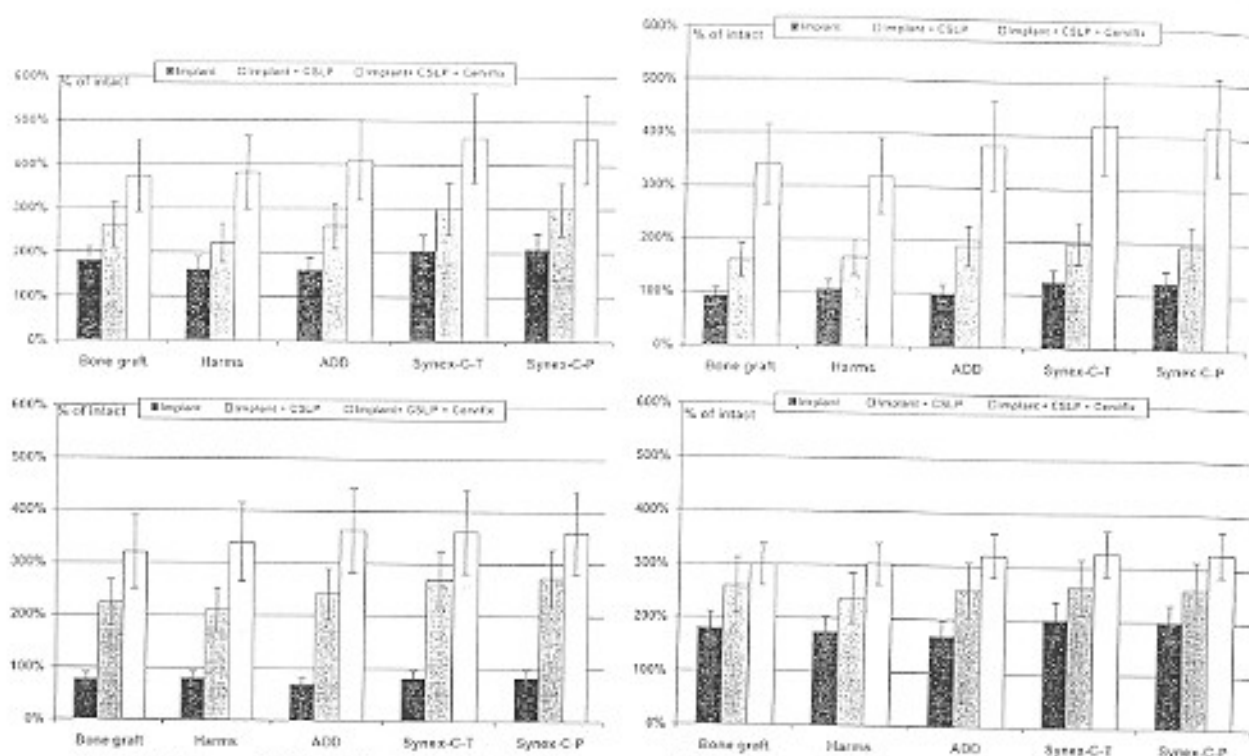 Implant Implant + CSLP Implant+ CSLP + Cervifix
% of intact
600%
500%
400%
300%
200%
100%
0%
Bone graft Harms ADD Synex-C-T Synex-C-P
Implant Implant + CSLP Implant + CSLP + Cervifix
% of intact
600%
500%
400%
300%
200%
100%
0%
Bone graft Harms ADD Synex-C-T Synex-C-P
Implant Implant + CSLP Implant+ CSLP + Cervifix
% of intact
600%
500%
400%
300%
200%
100%
0%
Bone graft Harms ADD Synex-C-T Synex-C-P
Implant Implant + CSLP Implant + CSLP + Cervifix
% of intact
600%
500%
400%
300%
200%
100%
0%
Bone graft Harms ADD Synex-C-T Synex-C-P